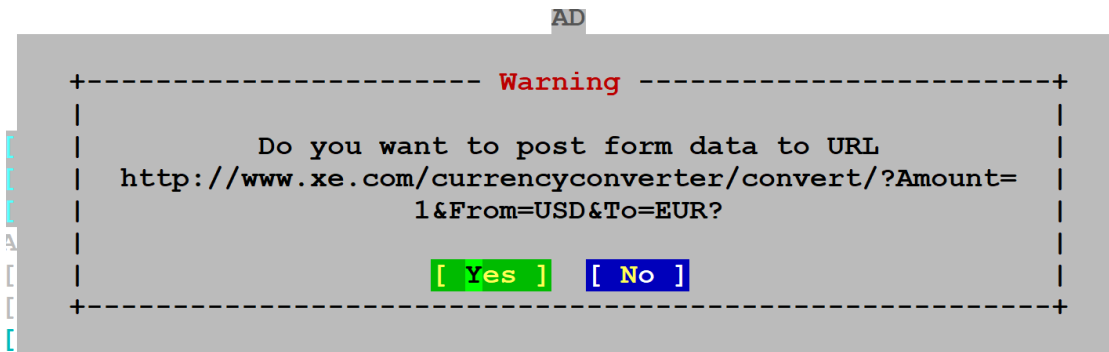 AD
Warning
Do you want to post form data to URL
http://www.xe.com/currencyconverter/convert/?Amount=
1&From=USD&To=EUR?
[ Yes ] [ No ]
[
[
[
A
[
[
[